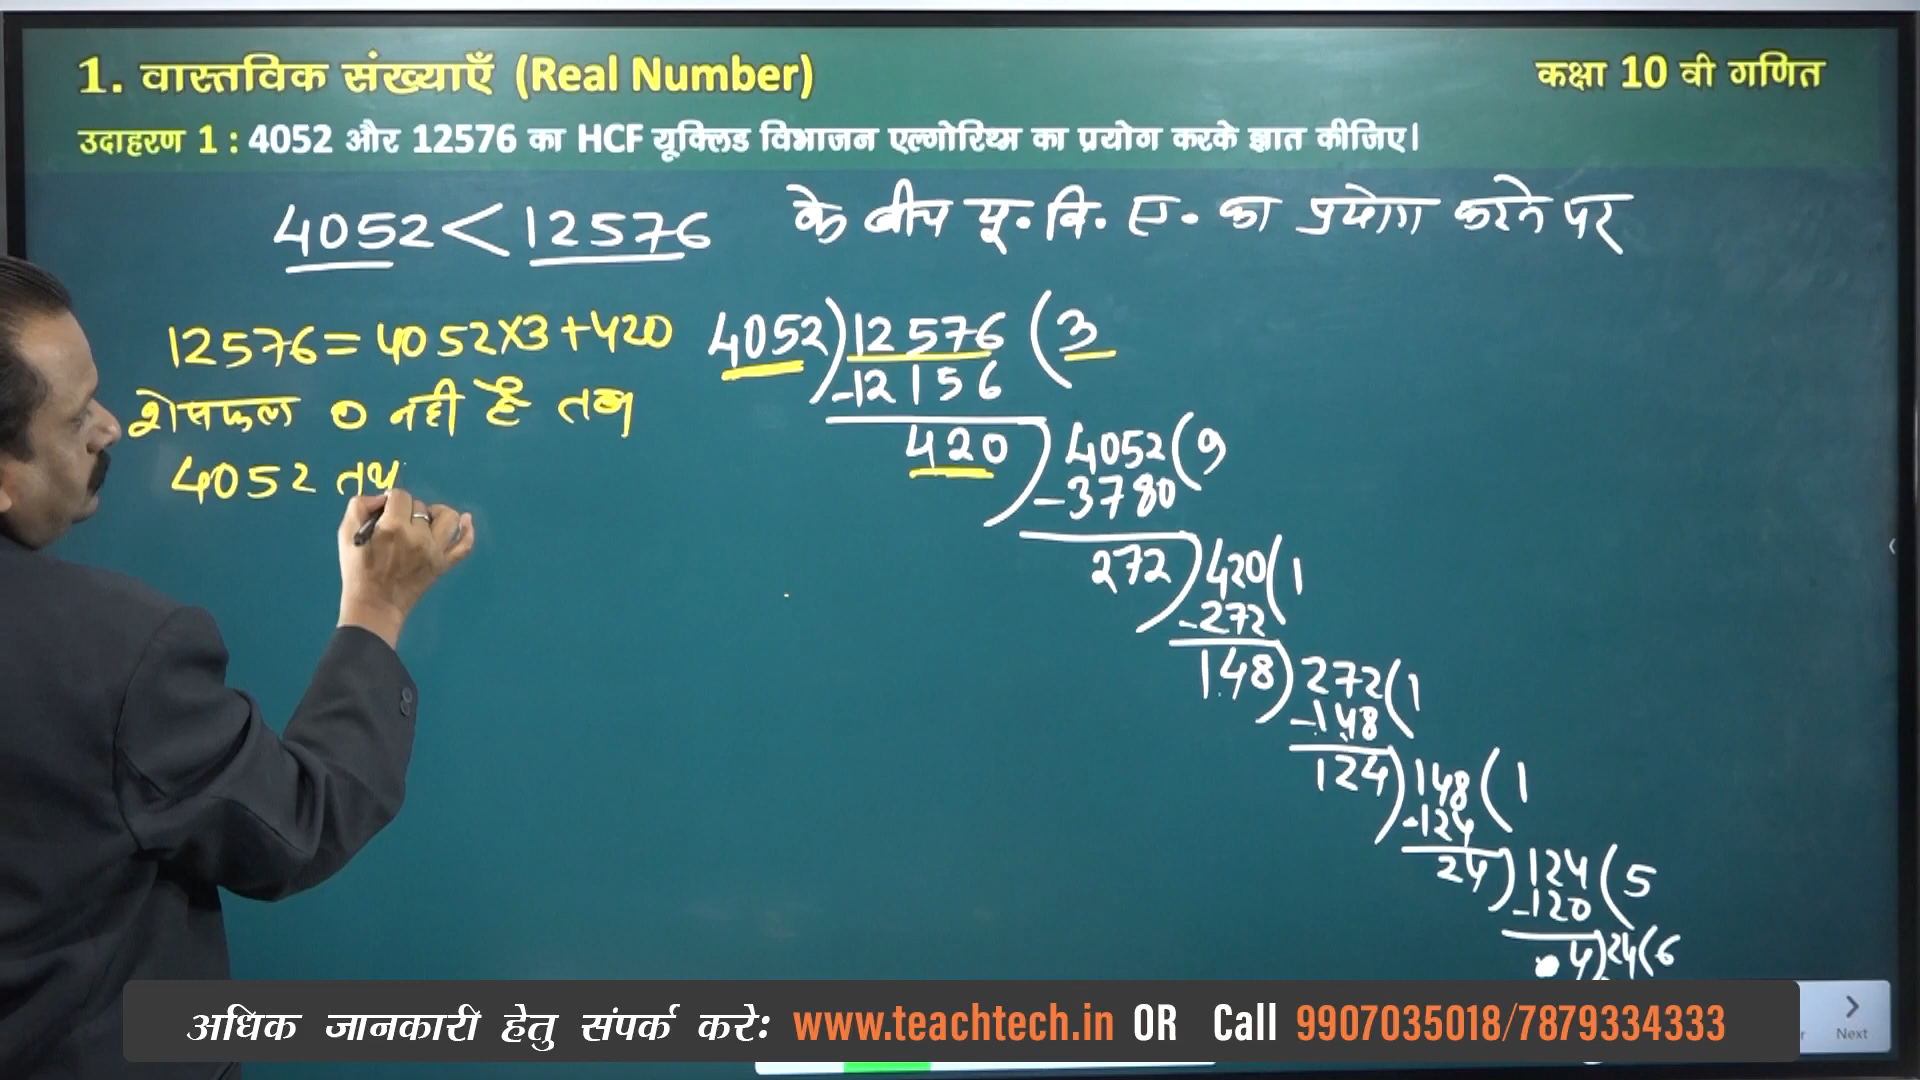 1. वास्तविक संख्याएँ (Real Number)
कक्षा 10 वी गणित
उदाहरण 1 : 4052 और 12576 का HCF यूक्लिड विभाजन एल्गोरिथ्म का प्रयोग करके ज्ञात कीजिए।
4052 < 12576 के बीच यू. वि. ए. का प्रयोग करने पर
12576 = 4052 × 3 + 420
शेषफल 0 नही है तब
4052 तथ
4052) 12576 (3
-12156
420) 4052 (9
-3780
272) 420 (1
-272
148) 272 (1
-148
124) 148 (1
-124
24) 124 (5
-120
4) 24 (6
अधिक जानकारी हेतु संपर्क करे: www.teachtech.in OR Call 9907035018/7879334333
Next